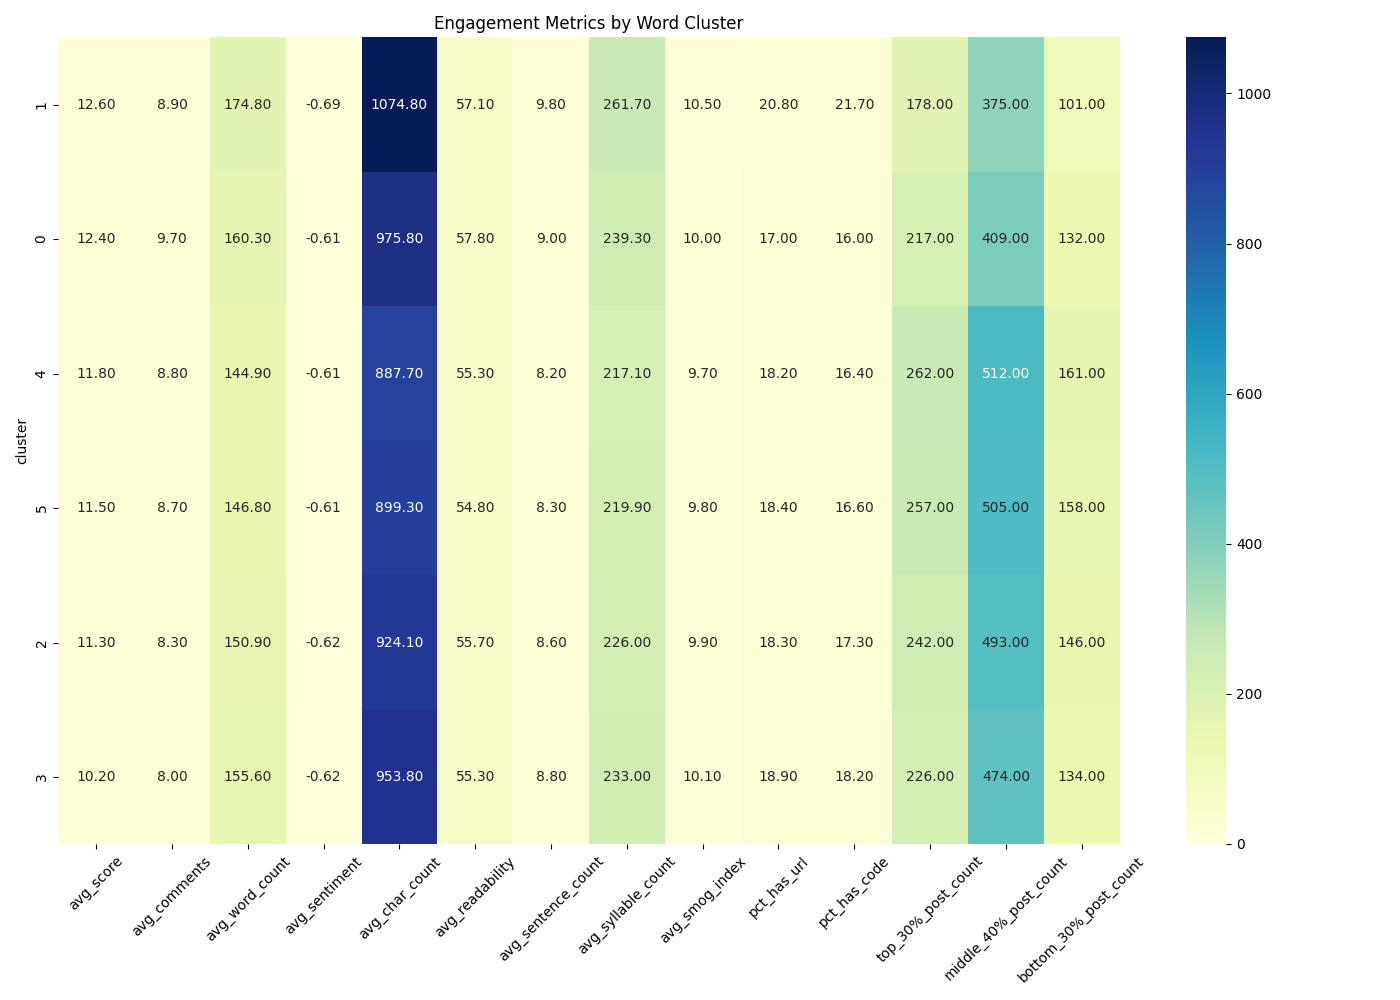 Engagement Metrics by Word Cluster
1 12.60 8.90 174.80 -0.69 1074.80 57.10 9.80 261.70 10.50 20.80 21.70 178.00 375.00 101.00
0 12.40 9.70 160.30 -0.61 975.80 57.80 9.00 239.30 10.00 17.00 16.00 217.00 409.00 132.00
4 11.80 8.80 144.90 -0.61 887.70 55.30 8.20 217.10 9.70 18.20 16.40 262.00 512.00 161.00
cluster
5 11.50 8.70 146.80 -0.61 899.30 54.80 8.30 219.90 9.80 18.40 16.60 257.00 505.00 158.00
2 11.30 8.30 150.90 -0.62 924.10 55.70 8.60 226.00 9.90 18.30 17.30 242.00 493.00 146.00
3 10.20 8.00 155.60 -0.62 953.80 55.30 8.80 233.00 10.10 18.90 18.20 226.00 474.00 134.00
avg_score
avg_comments
avg_word_count
avg_sentiment
avg_char_count
avg_readability
avg_sentence_count
avg_syllable_count
avg_smog_index
pct_has_url
pct_has_code
top_30%_post_count
middle_40%_post_count
bottom_30%_post_count
1000
800
600
400
200
0